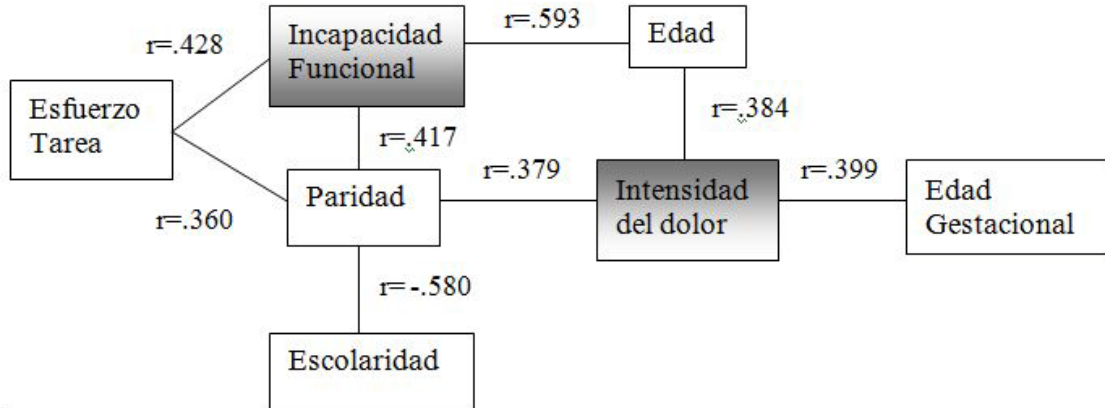 r=.593
r=.428
Incapacidad
Funcional
Edad
Esfuerzo
Tarea
r=.384
r=.417
r=.379
r=.399
Paridad
Intensidad
del dolor
Edad
Gestacional
r=.360
r= -.580
Escolaridad